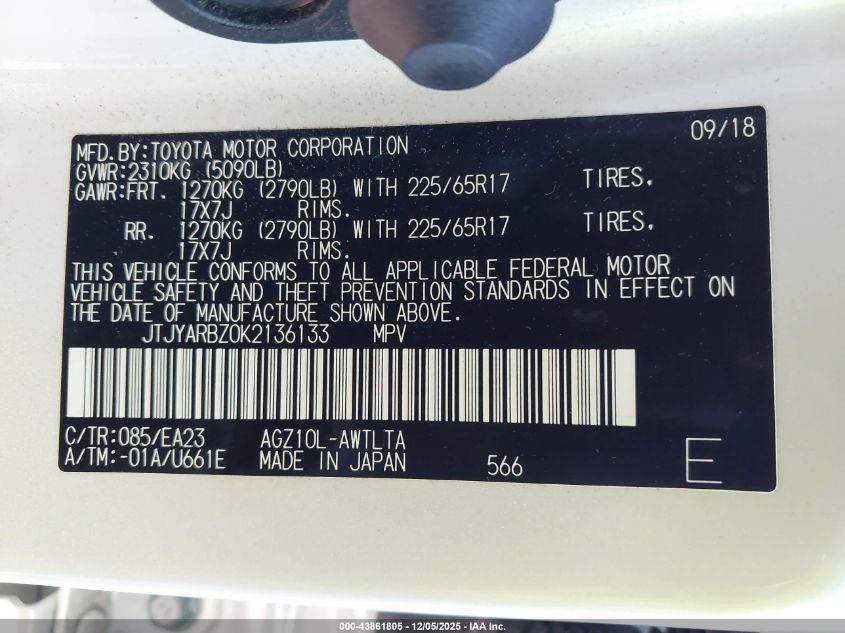 09/18
MFD.BY:TOYOTA MOTOR CORPORATION
GVWR:2310KG (5090LB)
GAWR:FRT. 1270KG (2790LB) WITH 225/65R17 TIRES.
17X7J RIMS.
RR. 1270KG (2790LB) WITH 225/65R17 TIRES.
17X7J RIMS.
THIS VEHICLE CONFORMS TO ALL APPLICABLE FEDERAL MOTOR
VEHICLE SAFETY AND THEFT PREVENTION STANDARDS IN EFFECT ON
THE DATE OF MANUFACTURE SHOWN ABOVE.
JTJYARBZ0K2136133 MPV
C/TR:085/EA23 AGZ10L-AWTLTA
A/TM:-01A/U661E MADE IN JAPAN 566 E
000-43861805 - 12/05/2025 - IAA Inc.